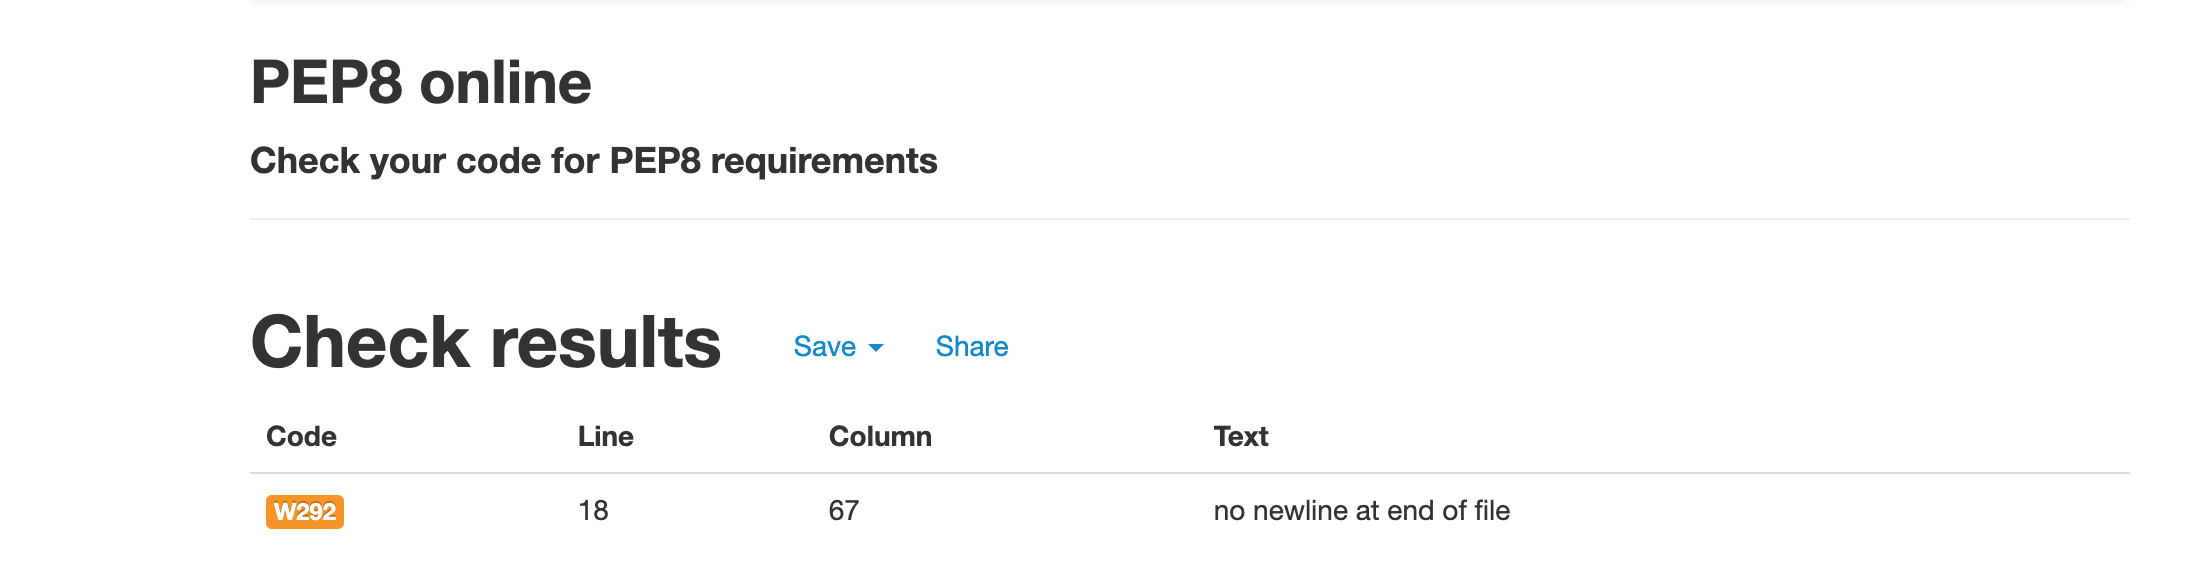 PEP8 online
Check your code for PEP8 requirements
Check results Save Share
Code Line Column Text
W292 18 67 no newline at end of file